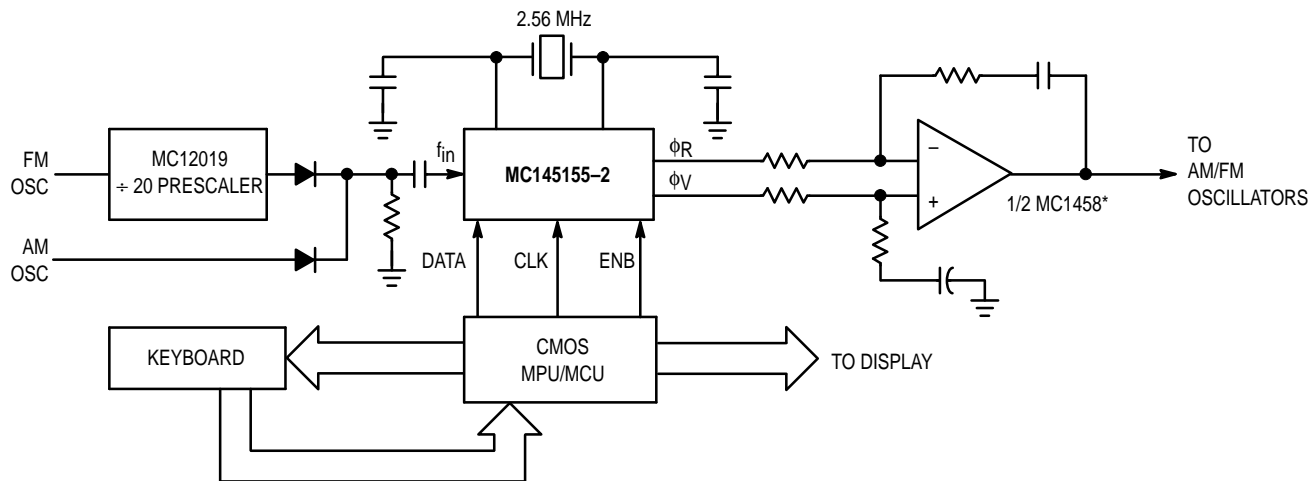 2.56 MHz
FM
OSC
MC12019
÷ 20 PRESCALER
fin
MC145155–2
ϕR
ϕV
–
+
1/2 MC1458*
TO
AM/FM
OSCILLATORS
AM
OSC
DATA
CLK
ENB
KEYBOARD
CMOS
MPU/MCU
TO DISPLAY